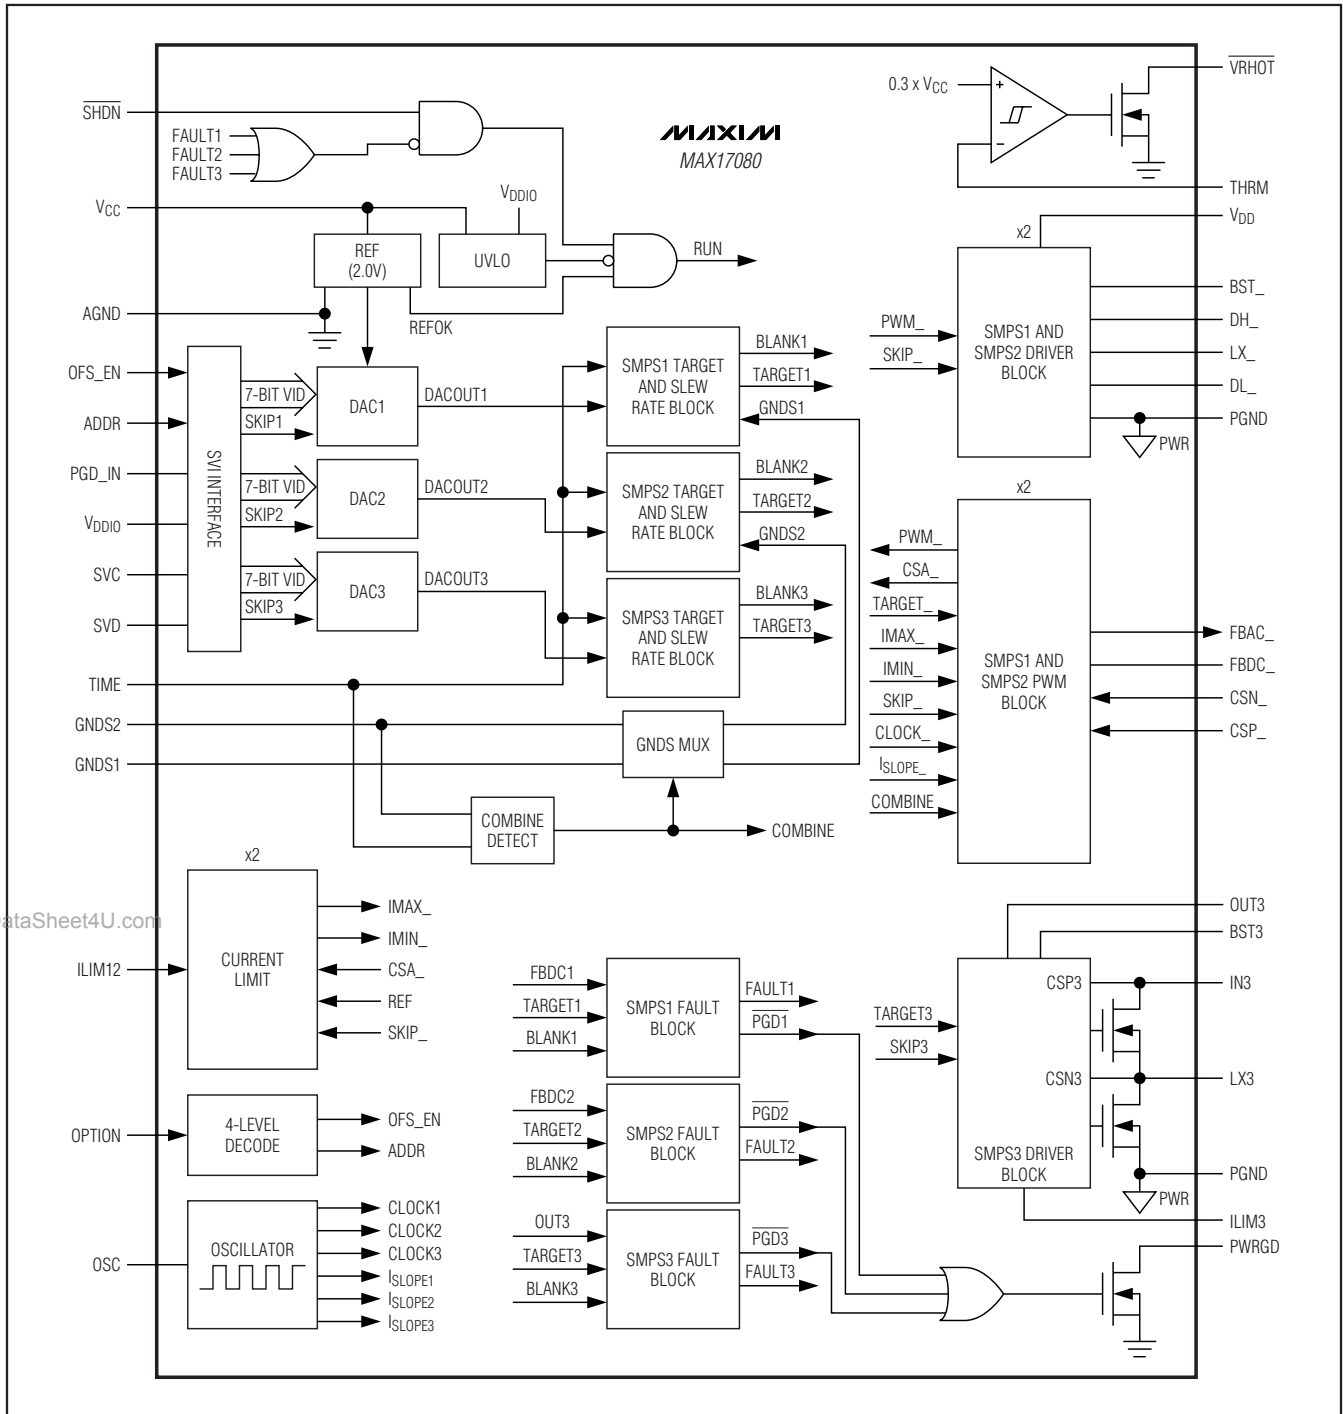 MAXIM
MAX17080
SHDN
FAULT1
FAULT2
FAULT3
VCC
VDDIO
REF
(2.0V)
UVLO
RUN
AGND
REFOK
OFS_EN
ADDR
PGD_IN
VDDIO
SVC
SVD
SVI INTERFACE
7-BIT VID
SKIP1
DAC1
DACOUT1
7-BIT VID
SKIP2
DAC2
DACOUT2
7-BIT VID
SKIP3
DAC3
DACOUT3
SMPS1 TARGET
AND SLEW
RATE BLOCK
BLANK1
TARGET1
GNDS1
SMPS2 TARGET
AND SLEW
RATE BLOCK
BLANK2
TARGET2
GNDS2
SMPS3 TARGET
AND SLEW
RATE BLOCK
BLANK3
TARGET3
TIME
GNDS2
GNDS1
GNDS MUX
COMBINE
DETECT
COMBINE
0.3 x VCC
+
−
VRHOT
THRM
VDD
x2
PWM_
SKIP_
SMPS1 AND
SMPS2 DRIVER
BLOCK
BST_
DH_
LX_
DL_
PGND
PWR
x2
PWM_
CSA_
TARGET_
IMAX_
IMIN_
SKIP_
CLOCK_
ISLOPE_
COMBINE
SMPS1 AND
SMPS2 PWM
BLOCK
FBAC_
FBDC_
CSN_
CSP_
x2
ILIM12
CURRENT
LIMIT
IMAX_
IMIN_
CSA_
REF
SKIP_
OPTION
4-LEVEL
DECODE
OFS_EN
ADDR
OSC
OSCILLATOR
CLOCK1
CLOCK2
CLOCK3
ISLOPE1
ISLOPE2
ISLOPE3
FBDC1
TARGET1
BLANK1
SMPS1 FAULT
BLOCK
FAULT1
PGD1
FBDC2
TARGET2
BLANK2
SMPS2 FAULT
BLOCK
PGD2
FAULT2
OUT3
TARGET3
BLANK3
SMPS3 FAULT
BLOCK
PGD3
FAULT3
OUT3
BST3
TARGET3
SKIP3
CSP3
CSN3
SMPS3 DRIVER
BLOCK
IN3
LX3
PGND
PWR
ILIM3
PWRGD
ataSheet4U.com